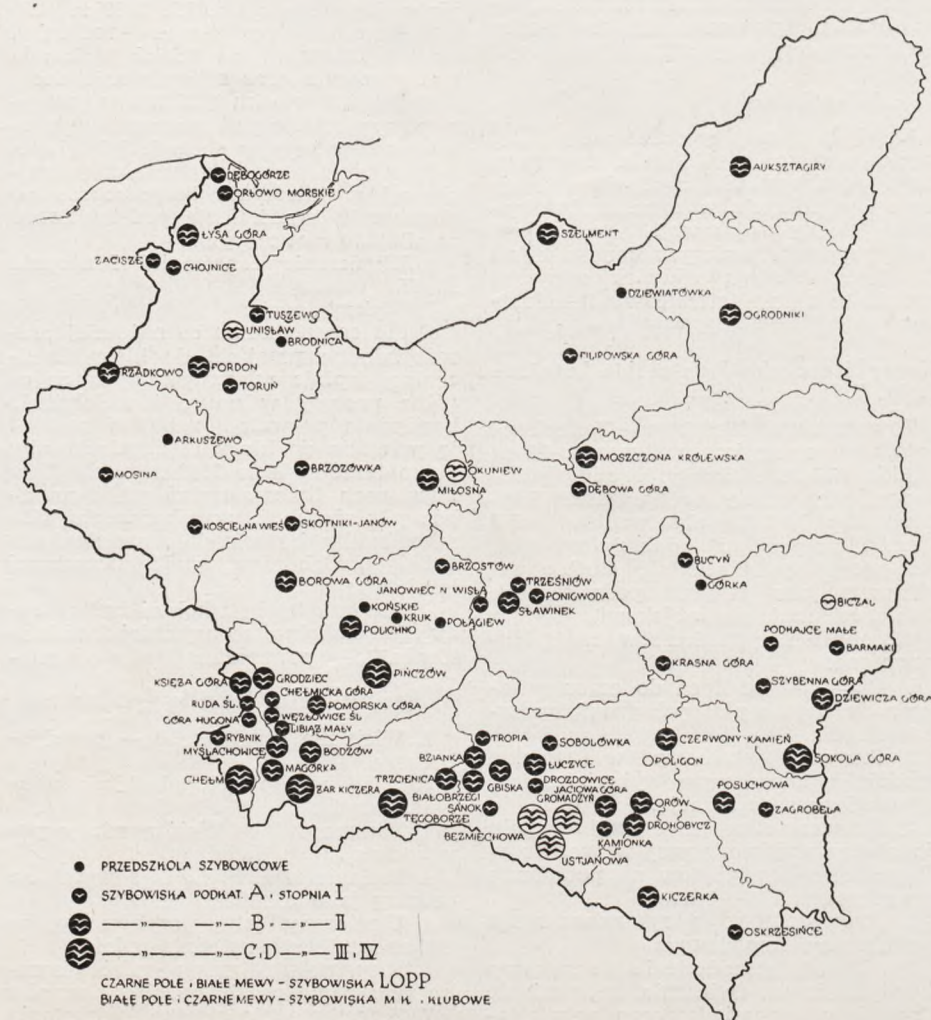 DĘBOGÓRZE
ORŁOWO MORSKIE
AUKSZTAGIRY
ŁYSA GÓRA
SZELMENT
ZACISZE
CHOJNICE
DZIEWIATÓWKA
TUSZEWO
OGRODNIKI
UNISŁAW
BRODNICA
FILIPOWSKA GÓRA
RZADKOWO
FORDON
TORUŃ
ARKUSZEWO
MOSZCZONA KRÓLEWSKA
MOSINA
BRZOZÓWKA
OKUNIEW
MIŁOSNA
DĘBOWA GÓRA
KOŚCIELNA WIEŚ
SKOTNIKI-JANÓW
BUCYŃ
BRZOSTÓW
BOROWA GÓRA
TRZEŚNIÓW
GÓRKA
JANOWIEC N WISŁĄ
PONIGWODA
BICZAL
KOŃSKIE
SŁAWINEK
KRUK
POŁAGIEW
POLICHNO
PODHAJCE MAŁE
BARMAKI
KRASNA GÓRA
PIŃCZÓW
GRODZIEC
KSIĘŻA GÓRA
SZYBENNA GÓRA
CHEŁMICKA GÓRA
DZIEWICZA GÓRA
RUDA ŚL.
POMORSKA GÓRA
GÓRA HUGONA
WĘZŁOWICE ŚL
LIBIĄŻ MAŁY
RYBNIK
TROPIA
SOBOLÓWKA
CZERWONY-KAMIEŃ
MYŚLACHOWICE
BODZÓW
BZIANKA
SOKOLA GÓRA
POLIGON
ŁUCZYCE
MAGÓRKA
CHEŁM
TRZCIENICA
GBISKA
DROZDOWICE
POSUCHOWA
ŻAR KICZERA
BIAŁOBRZEGI
JACIOWA GÓRA
GROMADZYŃ
ORÓW
SANOK
ZAGROBELA
TĘGOBORZE
DROHOBYCZ
KAMIONKA
BEZMIECHOWA
USTJANOWA
KICZERKA
OSKRZESIŃCE
PRZEDSZKOLA SZYBOWCOWE
SZYBOWISKA PODKAT. A. STOPNIA I
— „ — — „ — B. — „ — II
— „ — — „ — C, D — „ — III. IV
CZARNE POLE I BIAŁE MEWY - SZYBOWISKA LOPP
BIAŁE POLE I CZARNE MEWY - SZYBOWISKA M K. KLUBOWE